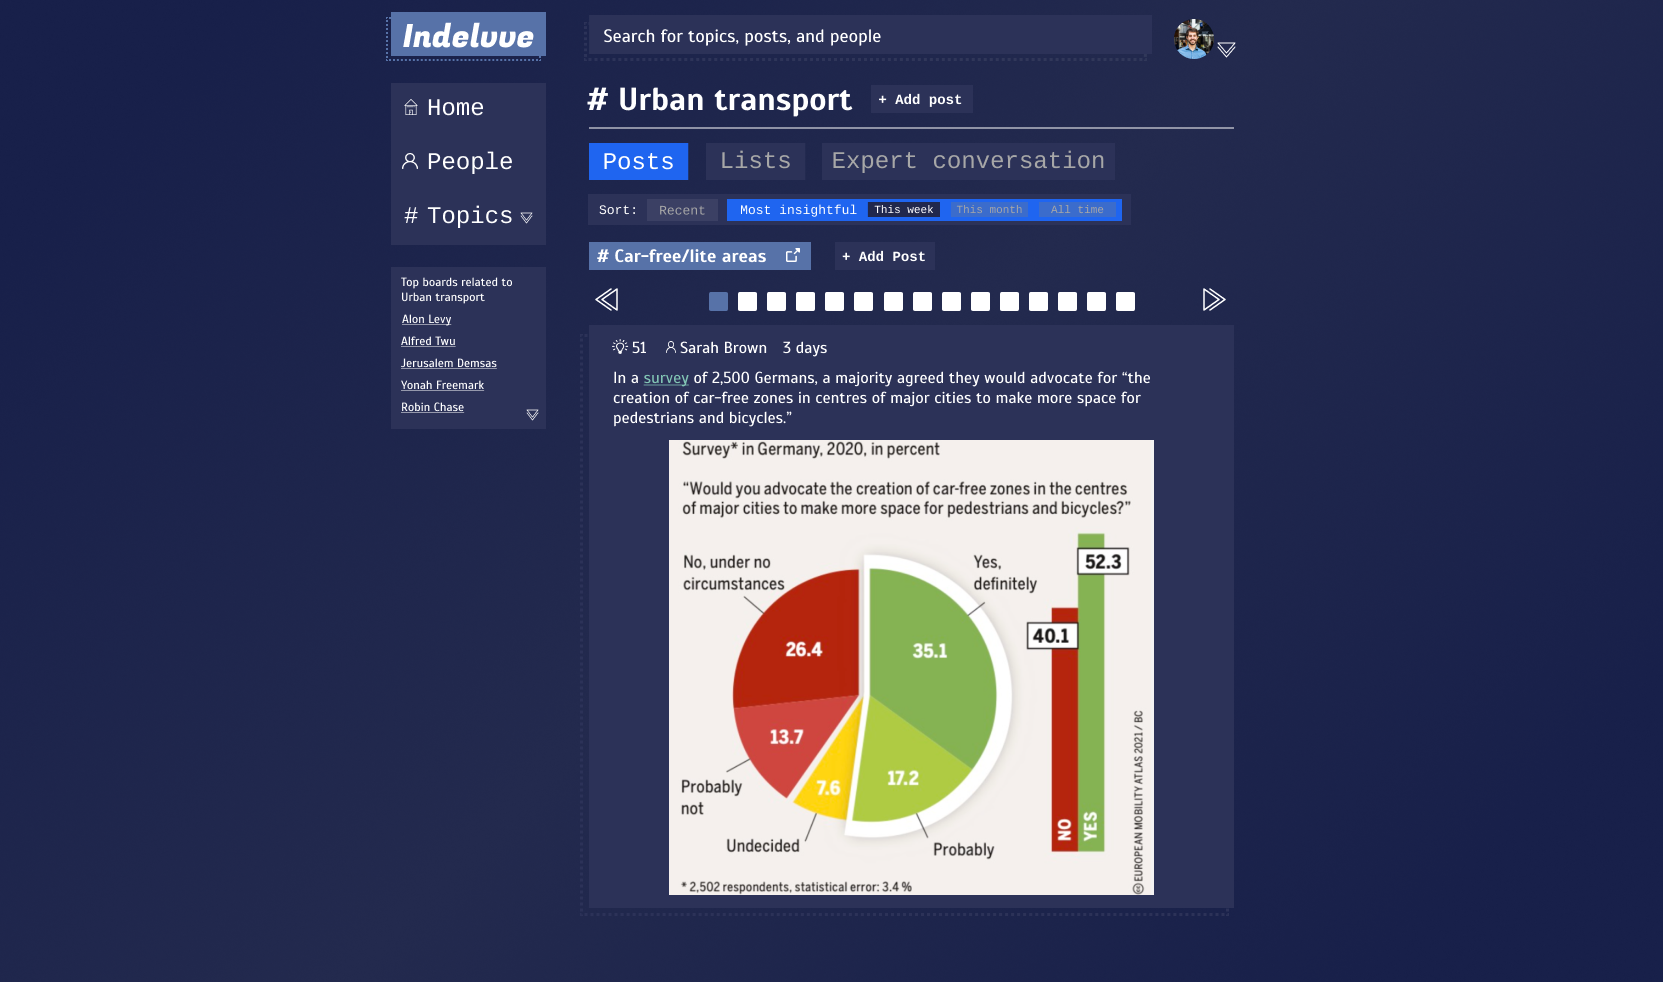 Indeluve
Search for topics, posts, and people
Home
People
# Topics
Top boards related to
Urban transport
Alon Levy
Alfred Twu
Jerusalem Demsas
Yonah Freemark
Robin Chase
# Urban transport
+ Add post
Posts
Lists
Expert conversation
Sort:
Recent
Most insightful
This week
This month
All time
# Car-free/lite areas
+ Add Post
51 Sarah Brown 3 days
In a survey of 2,500 Germans, a majority agreed they would advocate for “the
creation of car-free zones in centres of major cities to make more space for
pedestrians and bicycles.”
Survey* in Germany, 2020, in percent
“Would you advocate the creation of car-free zones in the centres
of major cities to make more space for pedestrians and bicycles?”
No, under no
circumstances
26.4
Yes,
definitely
35.1
13.7
Probably
not
7.6
Undecided
17.2
Probably
52.3
40.1
NO
YES
* 2,502 respondents, statistical error: 3.4 %
EUROPEAN MOBILITY ATLAS 2021 / BC